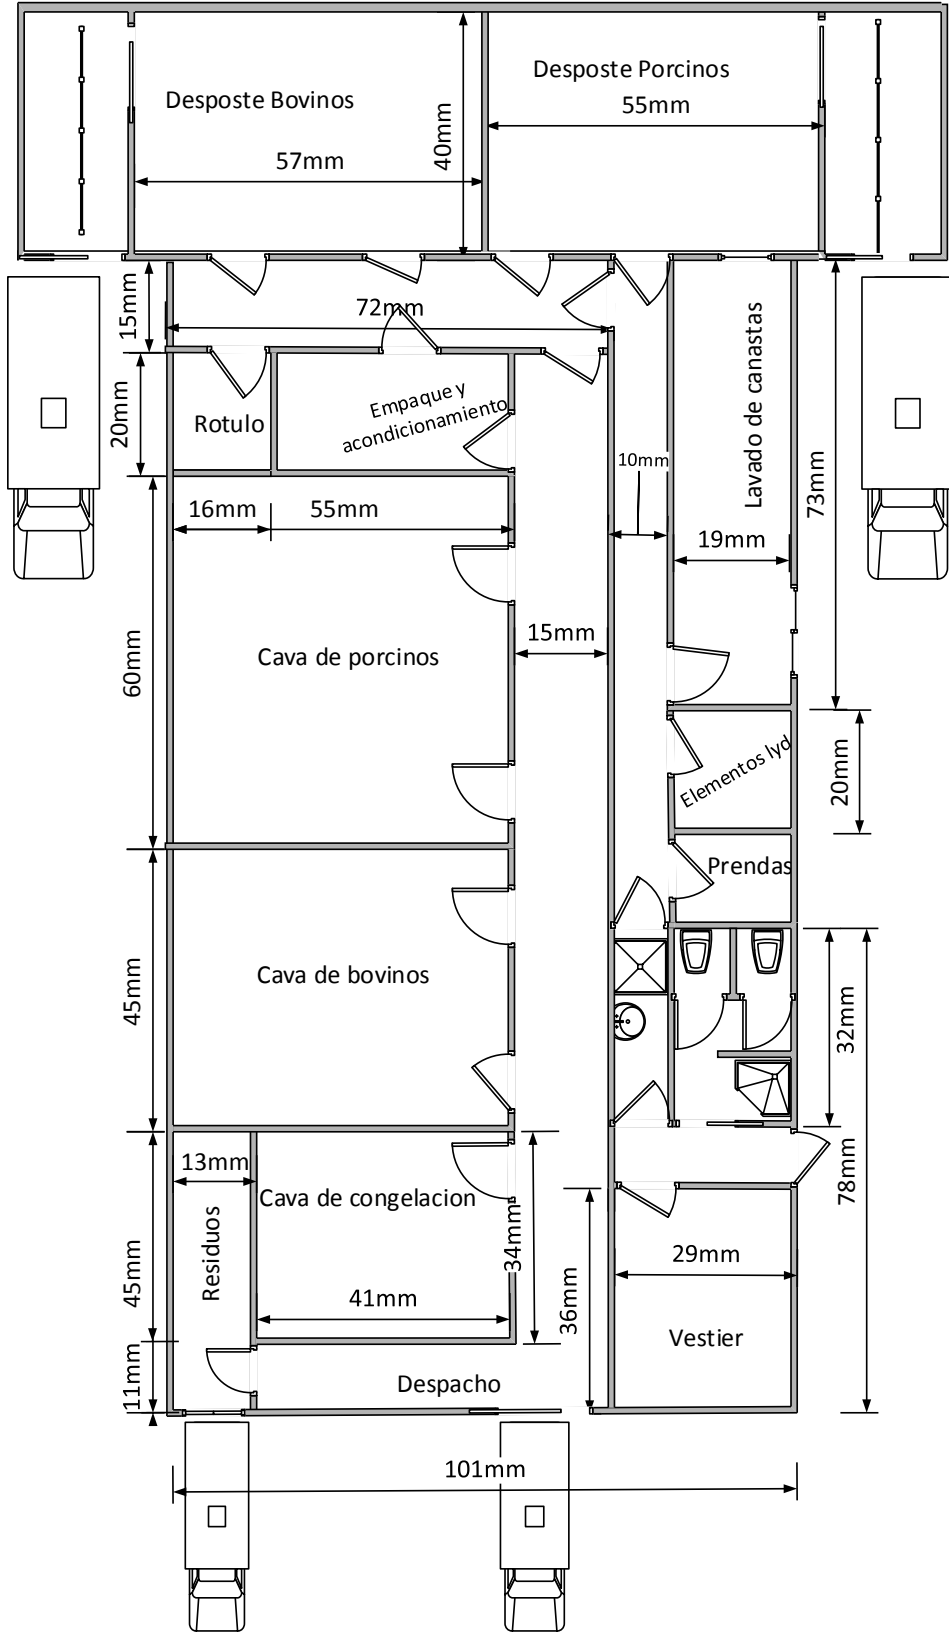 Desposte Porcinos
Desposte Bovinos
55mm
40mm
57mm
15mm
72mm
20mm
Rotulo
Empaque y
acondicionamiento
Lavado de canastas
10mm
73mm
16mm
55mm
19mm
60mm
Cava de porcinos
15mm
Elementos lyd
20mm
Prendas
45mm
Cava de bovinos
32mm
78mm
13mm
Cava de congelacion
Residuos
34mm
45mm
41mm
36mm
29mm
Vestier
11mm
Despacho
101mm